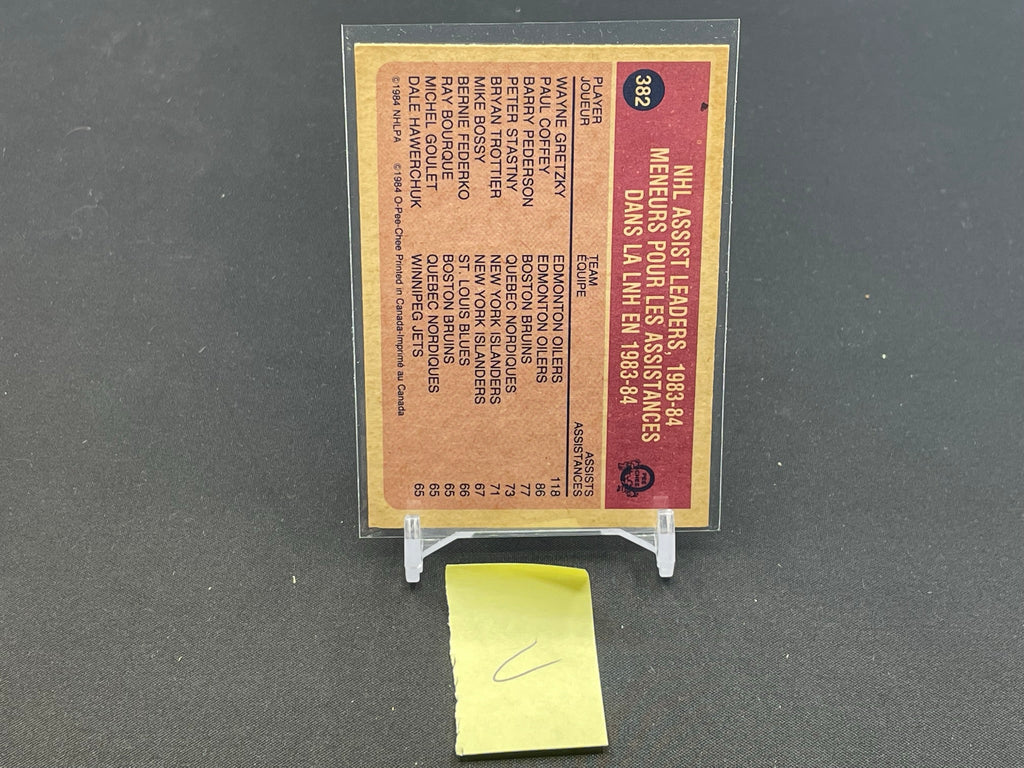 382
NHL ASSIST LEADERS, 1983-84
MENEURS POUR LES ASSISTANCES
DANS LA LNH EN 1983-84
O PEE CHEE
PLAYER TEAM ASSISTS
JOUEUR ÉQUIPE ASSISTANCES
WAYNE GRETZKY EDMONTON OILERS 118
PAUL COFFEY EDMONTON OILERS 86
BARRY PEDERSON BOSTON BRUINS 77
PETER STASTNY QUEBEC NORDIQUES 73
BRYAN TROTTIER NEW YORK ISLANDERS 71
MIKE BOSSY NEW YORK ISLANDERS 67
BERNIE FEDERKO ST. LOUIS BLUES 66
RAY BOURQUE BOSTON BRUINS 65
MICHEL GOULET QUEBEC NORDIQUES 65
DALE HAWERCHUK WINNIPEG JETS 65
©1984 NHLPA ©1984 O-Pee-Chee Printed in Canada-Imprimé au Canada